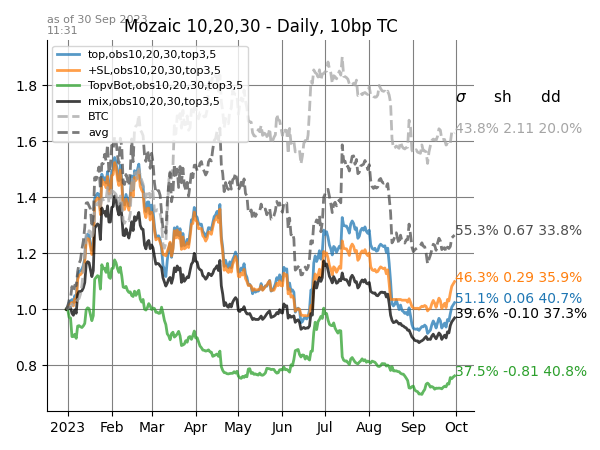 as of 30 Sep 2023
11:31
Mozaic 10,20,30 - Daily, 10bp TC
top,obs10,20,30,top3,5
+SL,obs10,20,30,top3,5
TopvBot,obs10,20,30,top3,5
mix,obs10,20,30,top3,5
BTC
avg
σ sh dd
43.8% 2.11 20.0%
55.3% 0.67 33.8%
46.3% 0.29 35.9%
51.1% 0.06 40.7%
39.6% -0.10 37.3%
37.5% -0.81 40.8%
1.8
1.6
1.4
1.2
1.0
0.8
2023 Feb Mar Apr May Jun Jul Aug Sep Oct